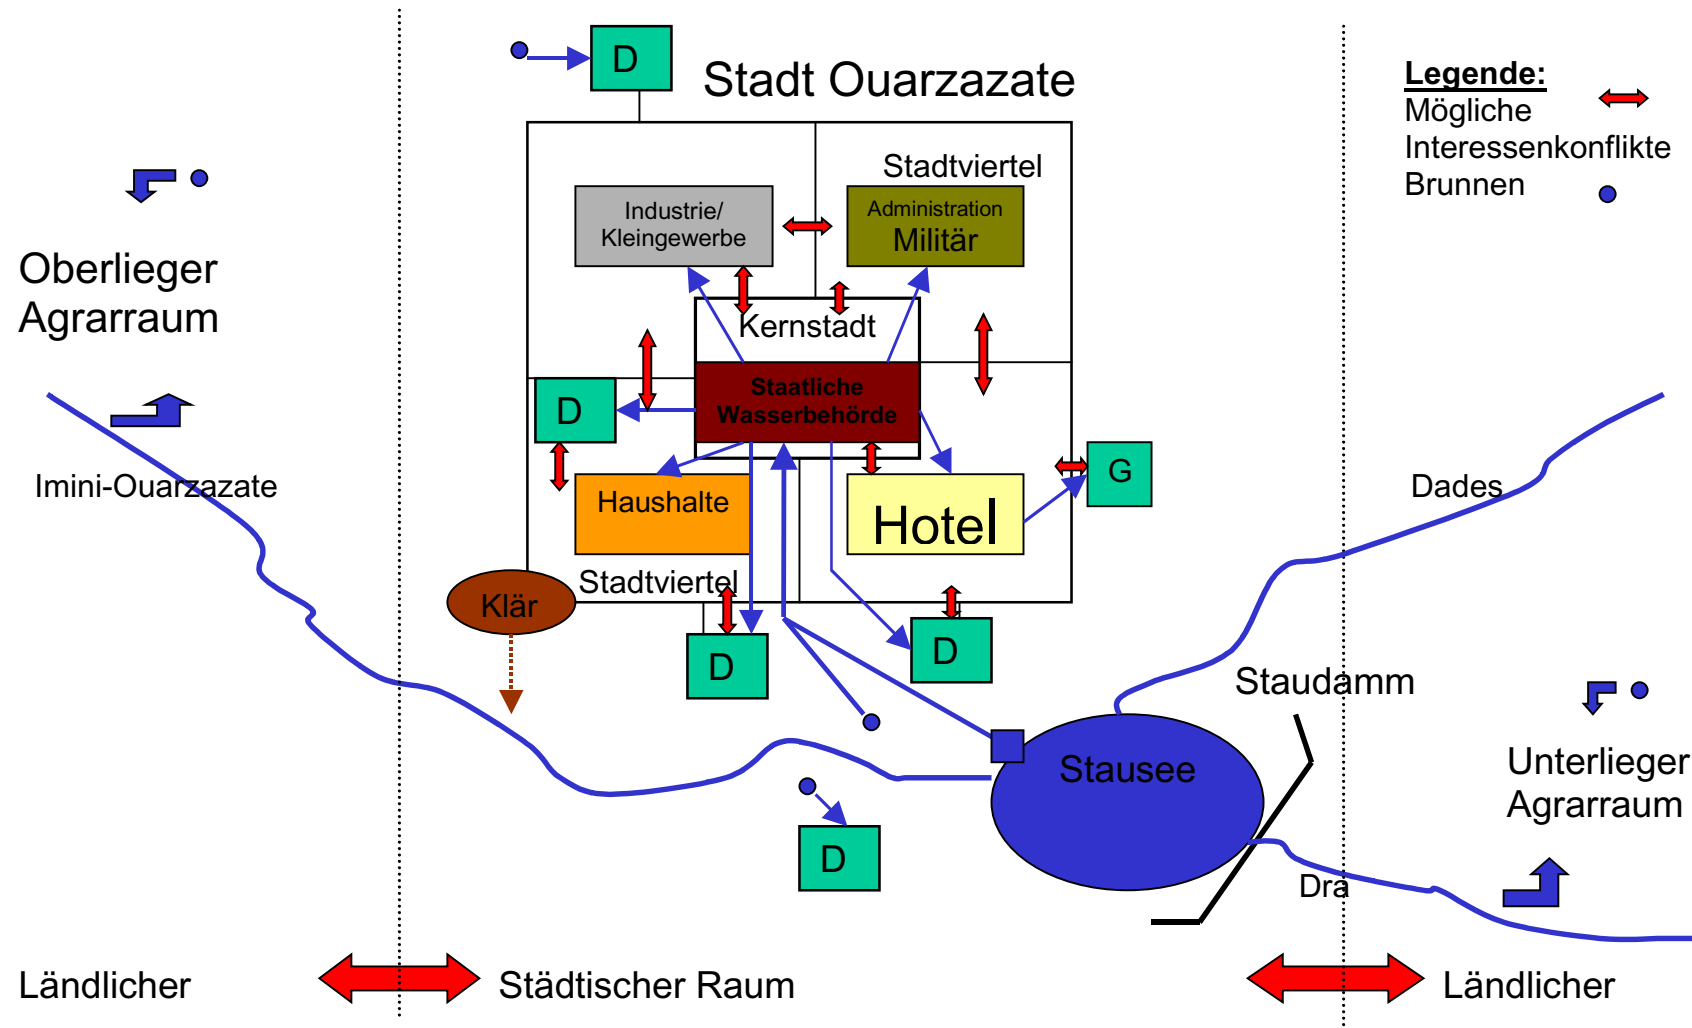 D
Stadt Ouarzazate
Legende:
Mögliche
Interessenkonflikte
Brunnen
Stadtviertel
Industrie/
Kleingewerbe
Administration
Militär
Oberlieger
Agrarraum
Kernstadt
Staatliche
Wasserbehörde
D
Imini-Ouarzazate
Haushalte
Hotel
G
Dades
Stadtviertel
Klär
D
D
Staudamm
Stausee
Unterlieger
Agrarraum
D
Dra
Ländlicher
Städtischer Raum
Ländlicher